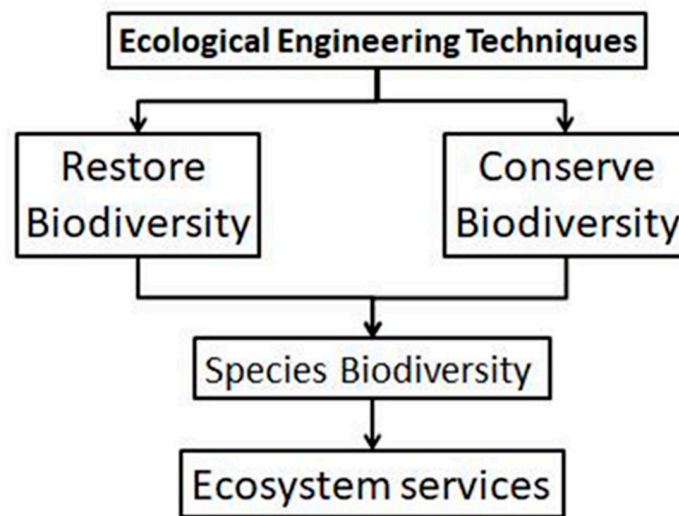 Ecological Engineering Techniques
Restore
Biodiversity
Conserve
Biodiversity
Species Biodiversity
Ecosystem services